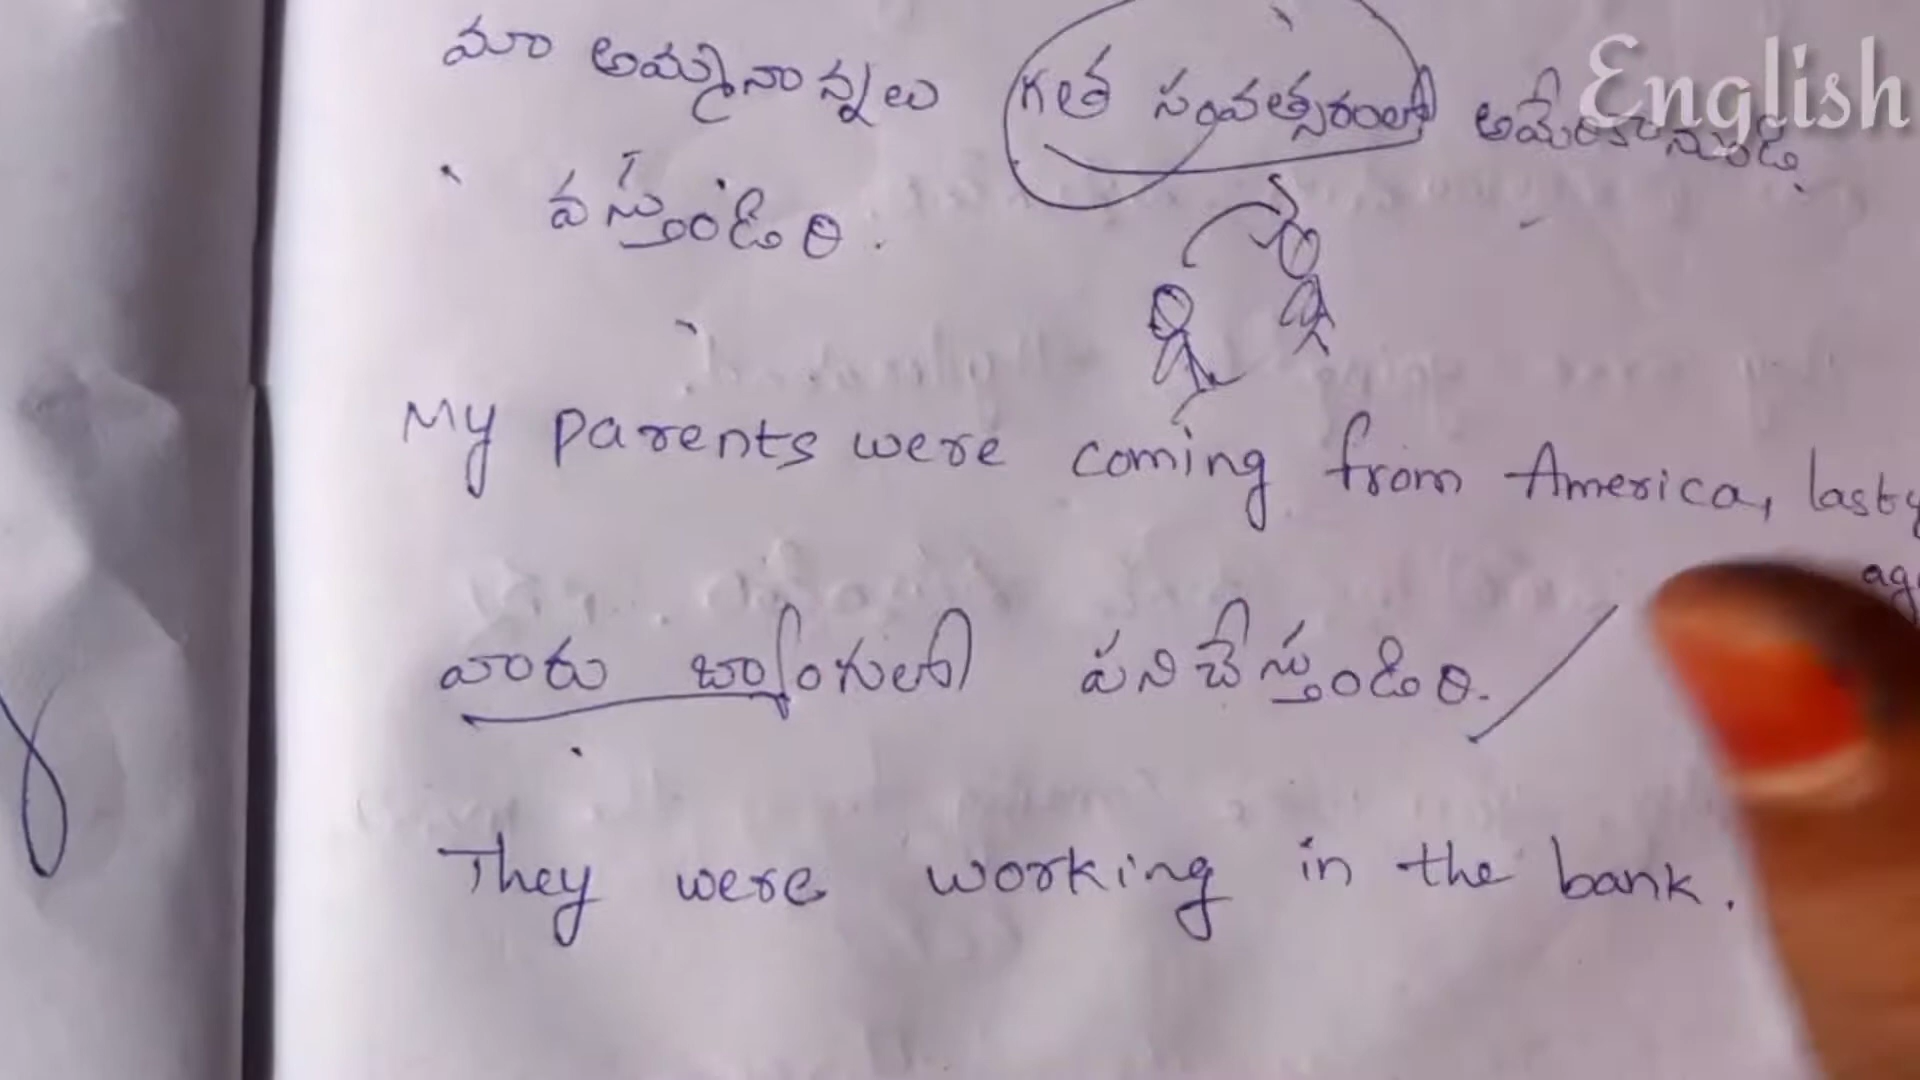 English
మా అమ్మానాన్నలు గత సంవత్సరంలో అమెరికానుండి
వస్తుండిరి.
My parents were coming from America, last y
ag
వారు బ్యాంగులో పనిచేస్తుండిరి.
They were working in the bank.